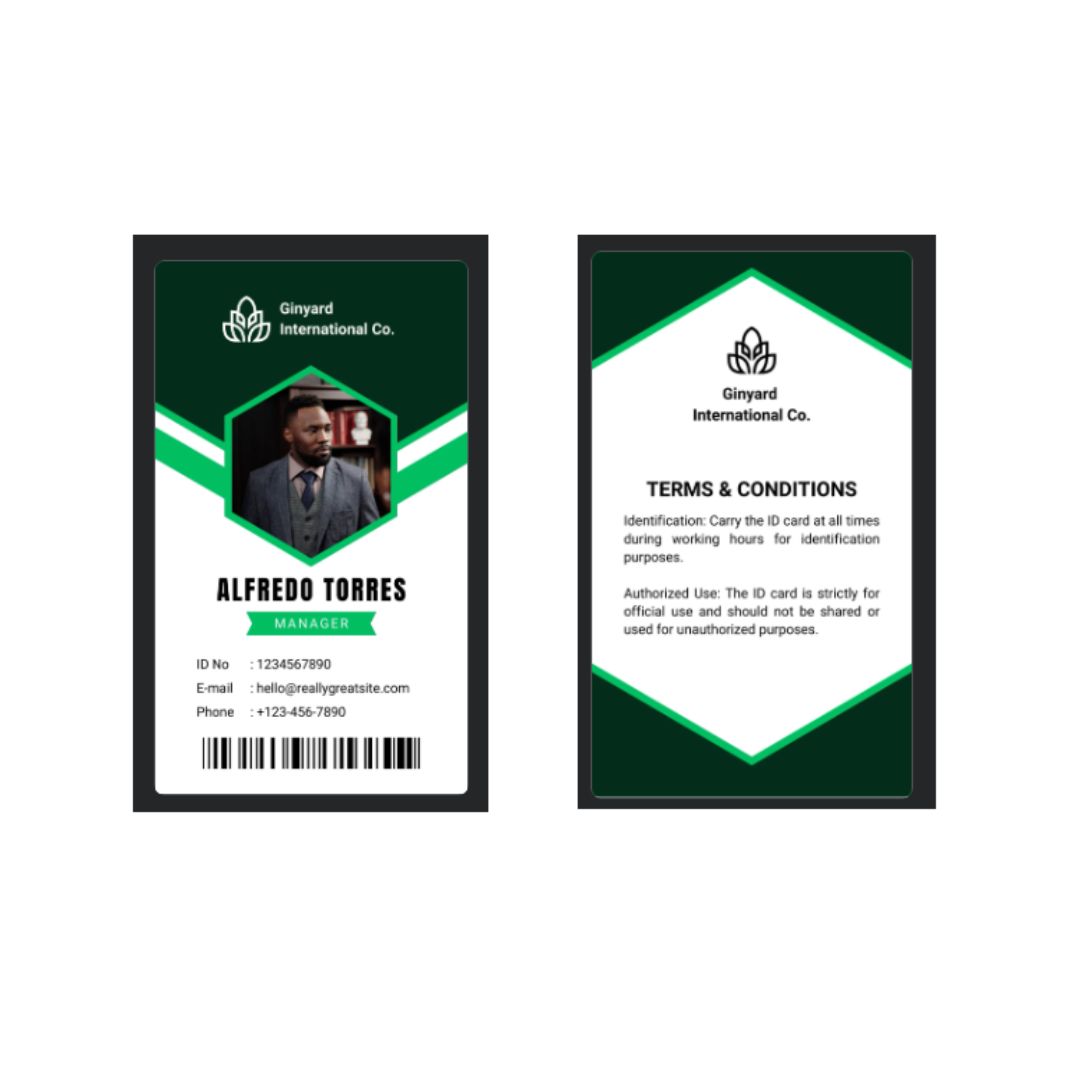 Ginyard
International Co.
ALFREDO TORRES
MANAGER
ID No : 1234567890
E-mail : hello@reallygreatsite.com
Phone : +123-456-7890
Ginyard
International Co.
TERMS & CONDITIONS
Identification: Carry the ID card at all times
during working hours for identification
purposes.
Authorized Use: The ID card is strictly for
official use and should not be shared or
used for unauthorized purposes.